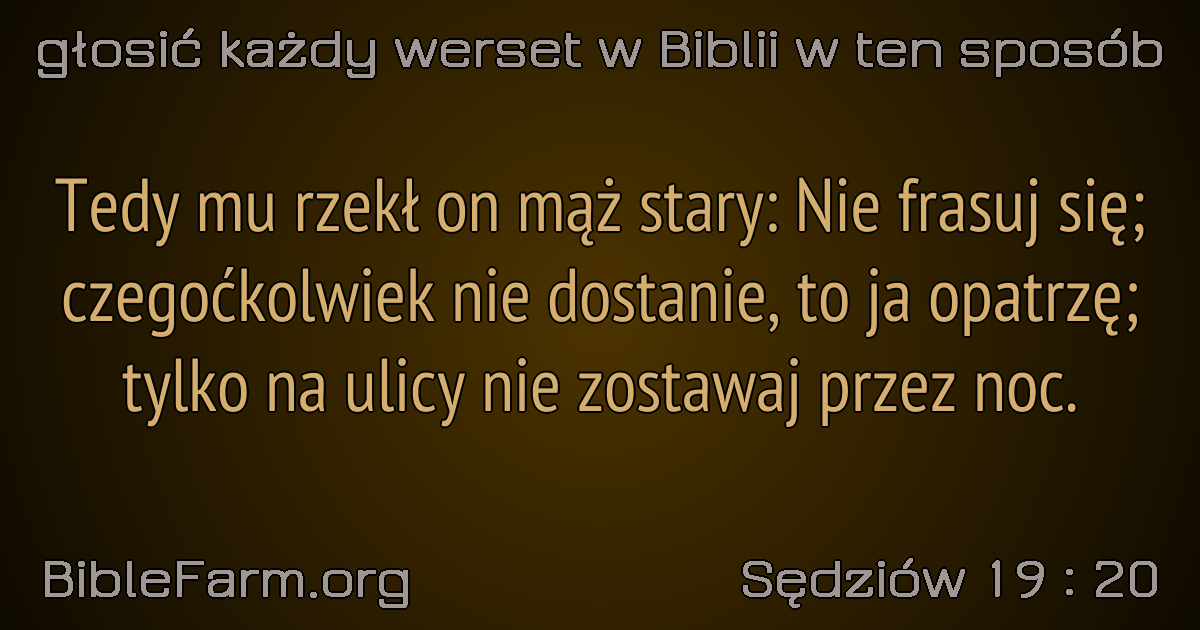 głosić każdy werset w Biblii w ten sposób
Tedy mu rzekł on mąż stary: Nie frasuj się;
czegoćkolwiek nie dostanie, to ja opatrzę;
tylko na ulicy nie zostawaj przez noc.
BibleFarm.org
Sędziów 19 : 20